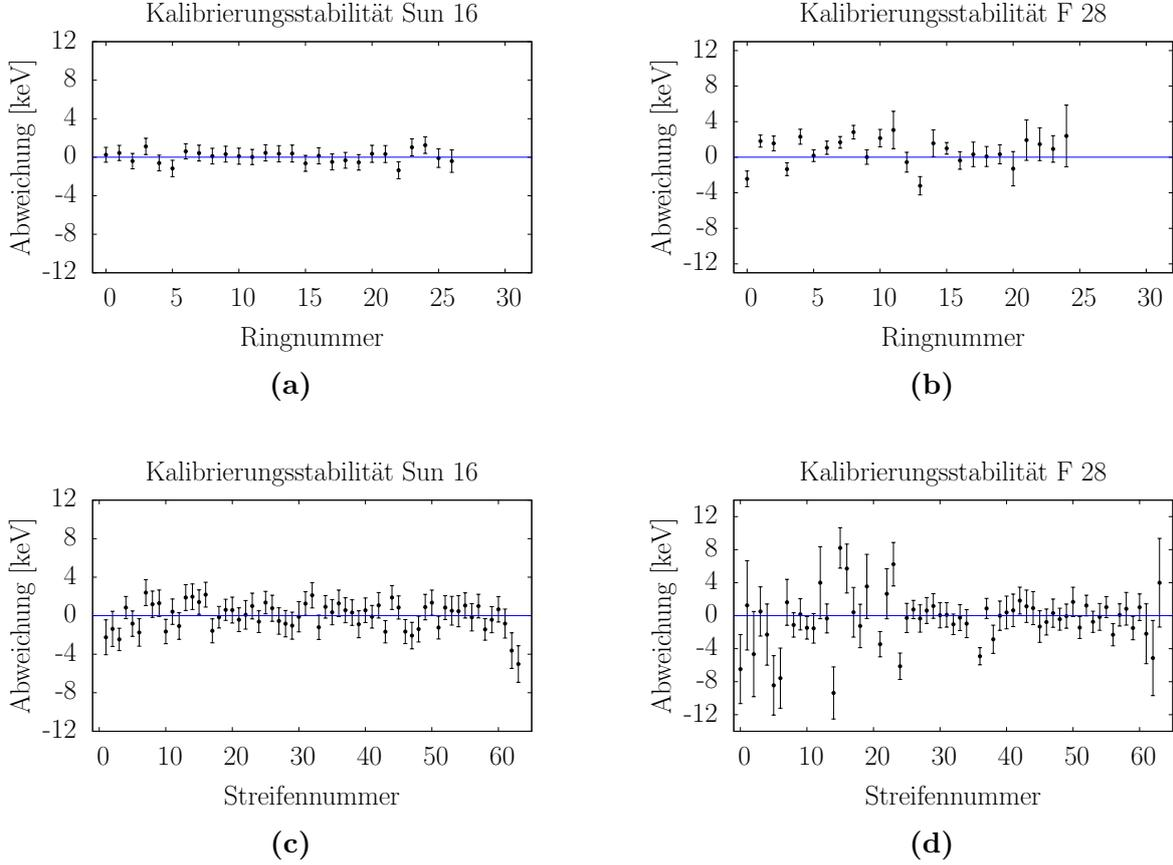 Kalibrierungsstabilität Sun 16
Abweichung [keV]
12
8
4
0
-4
-8
-12
0 5 10 15 20 25 30
Ringnummer
(a)
Kalibrierungsstabilität F 28
Abweichung [keV]
12
8
4
0
-4
-8
-12
0 5 10 15 20 25 30
Ringnummer
(b)
Kalibrierungsstabilität Sun 16
Abweichung [keV]
12
8
4
0
-4
-8
-12
0 10 20 30 40 50 60
Streifennummer
(c)
Kalibrierungsstabilität F 28
Abweichung [keV]
12
8
4
0
-4
-8
-12
0 10 20 30 40 50 60
Streifennummer
(d)